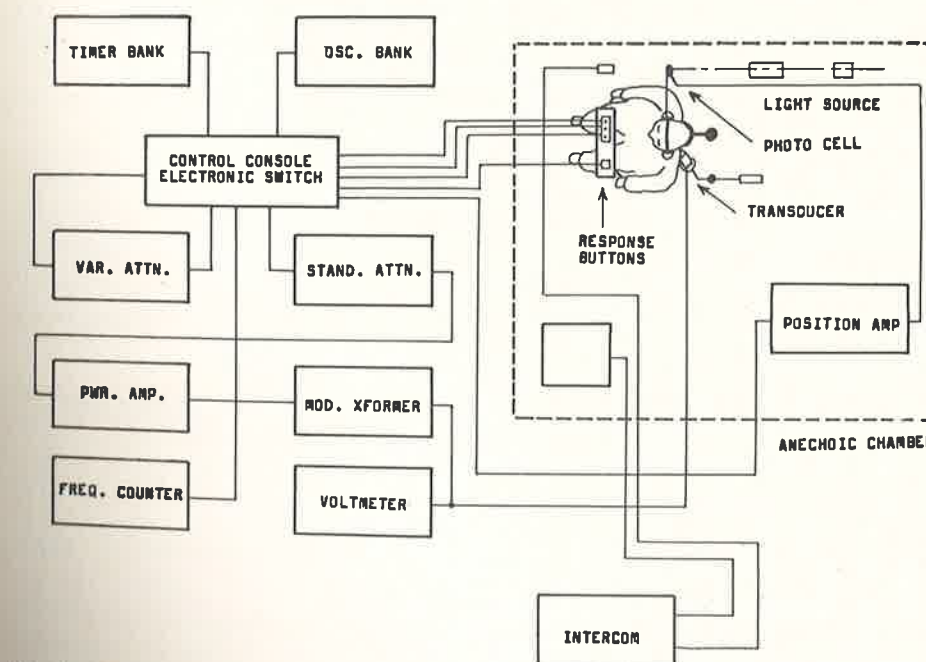 TIMER BANK
OSC. BANK
CONTROL CONSOLE
ELECTRONIC SWITCH
VAR. ATTN.
STAND. ATTN.
PWR. AMP.
MOD. XFORMER
FREQ. COUNTER
VOLTMETER
INTERCOM
LIGHT SOURCE
PHOTO CELL
TRANSDUCER
RESPONSE
BUTTONS
POSITION AMP
ANECHOIC CHAMBE